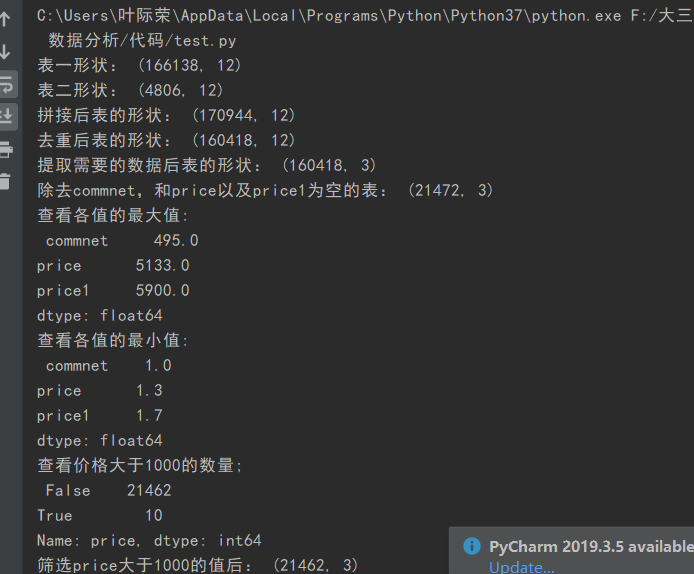 C:\Users\叶际荣\AppData\Local\Programs\Python\Python37\python.exe F:/大三
数据分析/代码/test.py
表一形状: (166138, 12)
表二形状: (4806, 12)
拼接后表的形状: (170944, 12)
去重后表的形状: (160418, 12)
提取需要的数据后表的形状: (160418, 3)
除去commnet，和price以及price1为空的表: (21472, 3)
查看各值的最大值:
commnet     495.0
price      5133.0
price1     5900.0
dtype: float64
查看各值的最小值:
commnet    1.0
price      1.3
price1     1.7
dtype: float64
查看价格大于1000的数量;
False    21462
True        10
Name: price, dtype: int64
筛选price大于1000的值后: (21462, 3)
PyCharm 2019.3.5 available
Update...